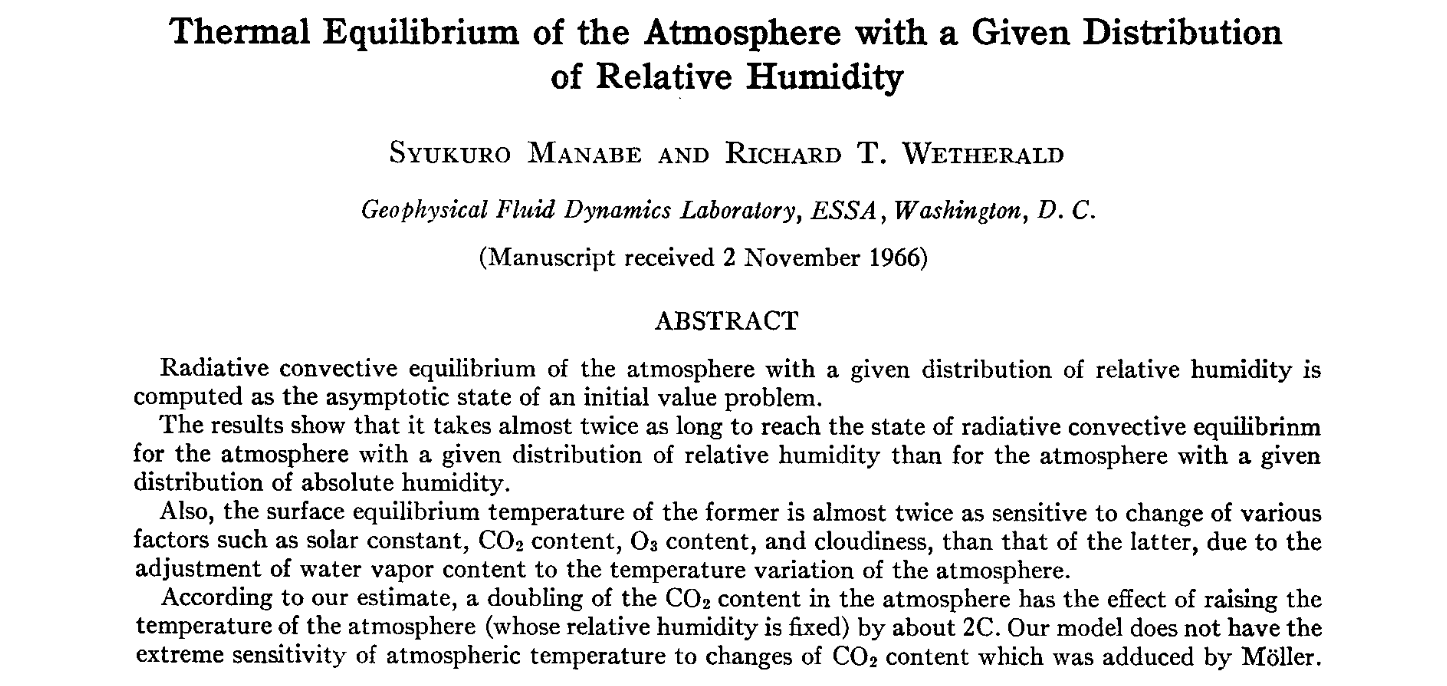 Thermal Equilibrium of the Atmosphere with a Given Distribution
of Relative Humidity
SYUKURO MANABE AND RICHARD T. WETHERALD
Geophysical Fluid Dynamics Laboratory, ESSA, Washington, D. C.
(Manuscript received 2 November 1966)
ABSTRACT
Radiative convective equilibrium of the atmosphere with a given distribution of relative humidity is
computed as the asymptotic state of an initial value problem.
The results show that it takes almost twice as long to reach the state of radiative convective equilibrinm
for the atmosphere with a given distribution of relative humidity than for the atmosphere with a given
distribution of absolute humidity.
Also, the surface equilibrium temperature of the former is almost twice as sensitive to change of various
factors such as solar constant, CO₂ content, O₃ content, and cloudiness, than that of the latter, due to the
adjustment of water vapor content to the temperature variation of the atmosphere.
According to our estimate, a doubling of the CO₂ content in the atmosphere has the effect of raising the
temperature of the atmosphere (whose relative humidity is fixed) by about 2C. Our model does not have the
extreme sensitivity of atmospheric temperature to changes of CO₂ content which was adduced by Möller.